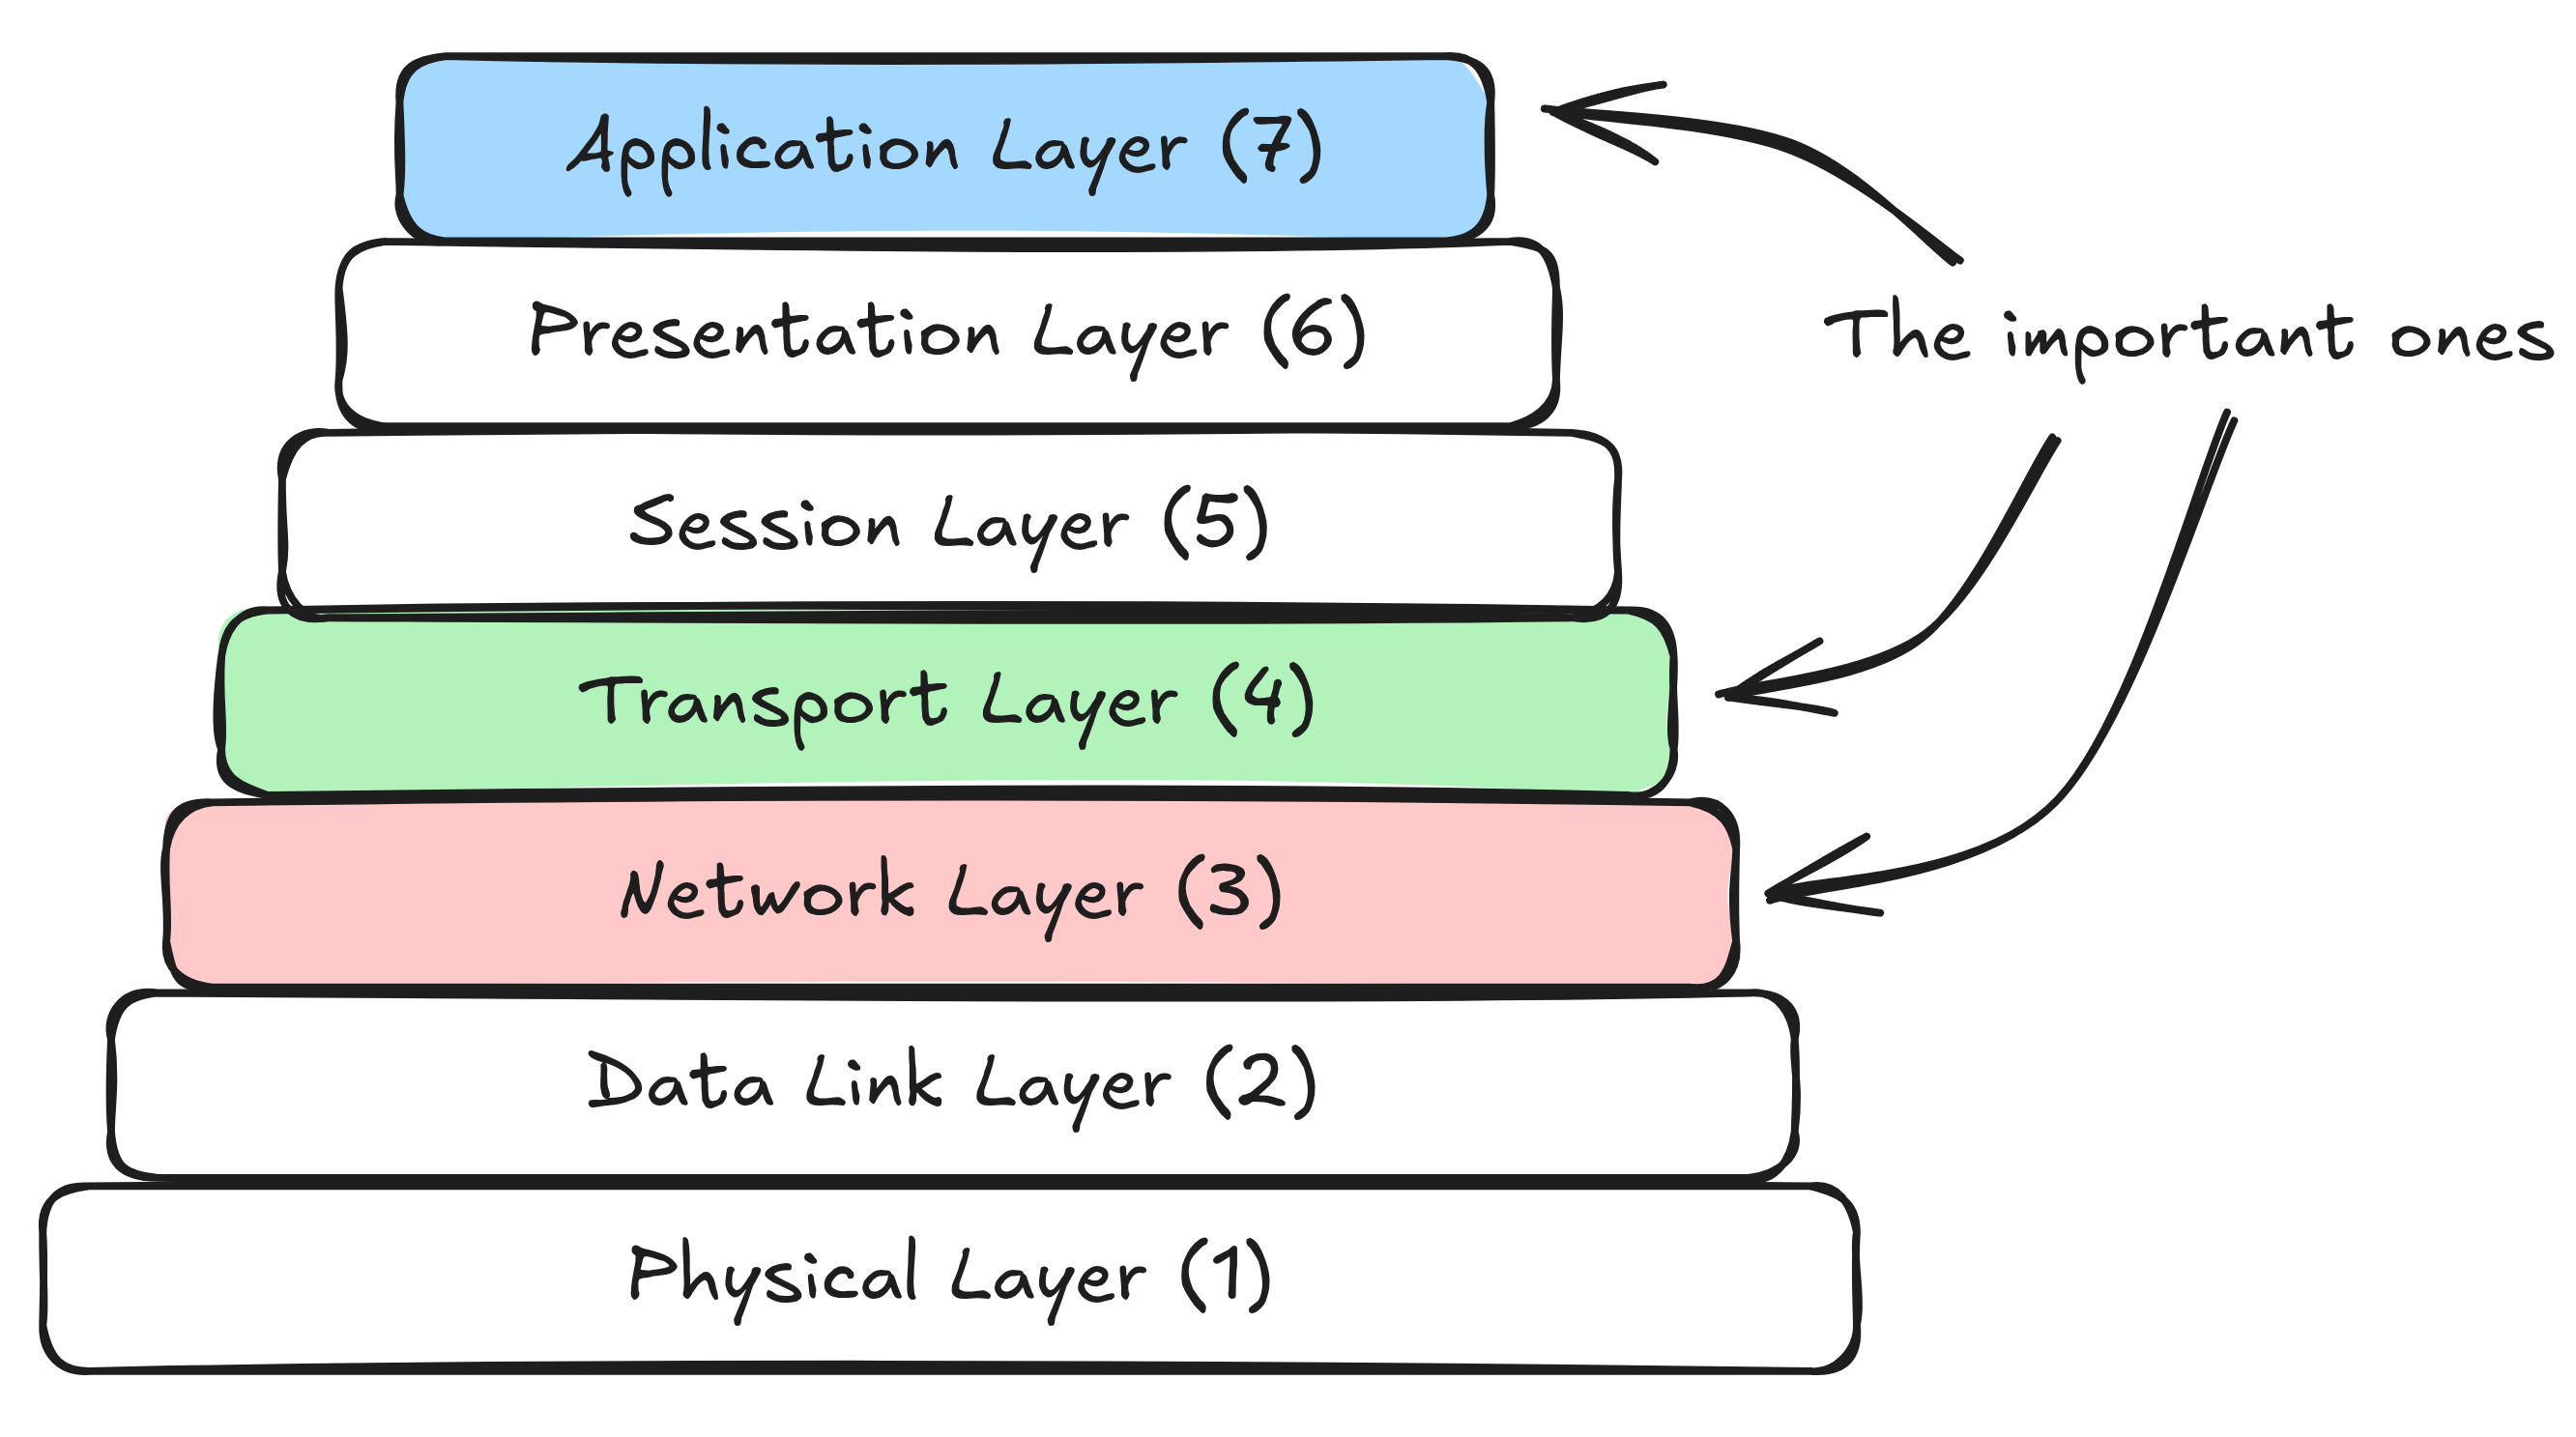 Application Layer (7)
Presentation Layer (6)
The important ones
Session Layer (5)
Transport Layer (4)
Network Layer (3)
Data Link Layer (2)
Physical Layer (1)